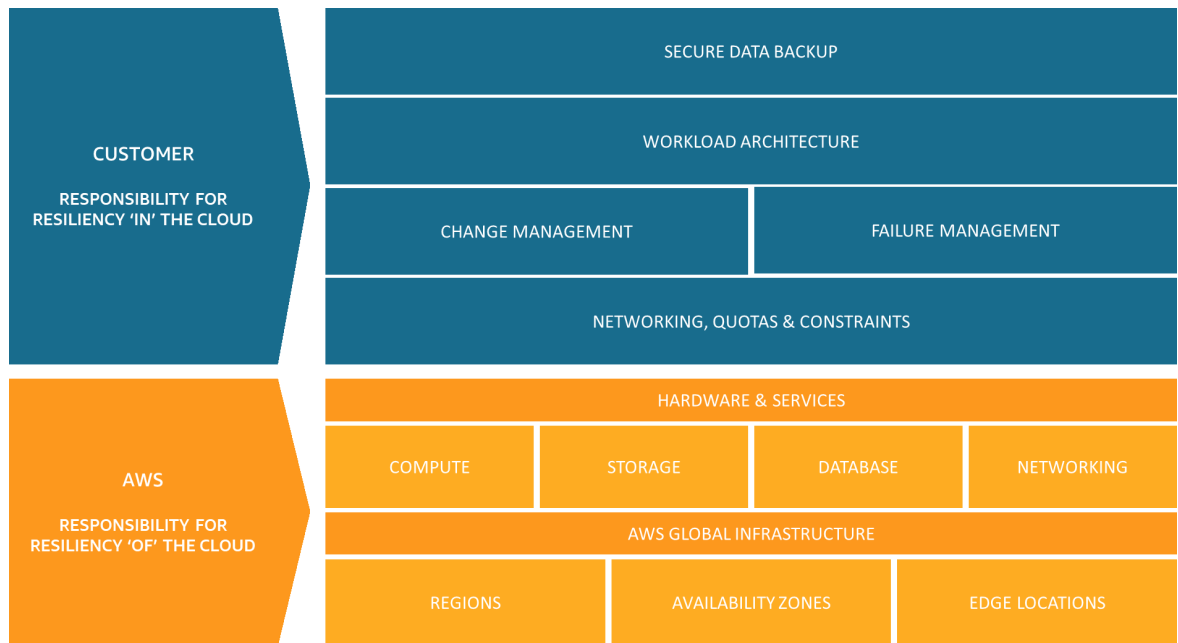 CUSTOMER
RESPONSIBILITY FOR
RESILIENCY ‘IN’ THE CLOUD
SECURE DATA BACKUP
WORKLOAD ARCHITECTURE
CHANGE MANAGEMENT
FAILURE MANAGEMENT
NETWORKING, QUOTAS & CONSTRAINTS
AWS
RESPONSIBILITY FOR
RESILIENCY ‘OF’ THE CLOUD
HARDWARE & SERVICES
COMPUTE
STORAGE
DATABASE
NETWORKING
AWS GLOBAL INFRASTRUCTURE
REGIONS
AVAILABILITY ZONES
EDGE LOCATIONS